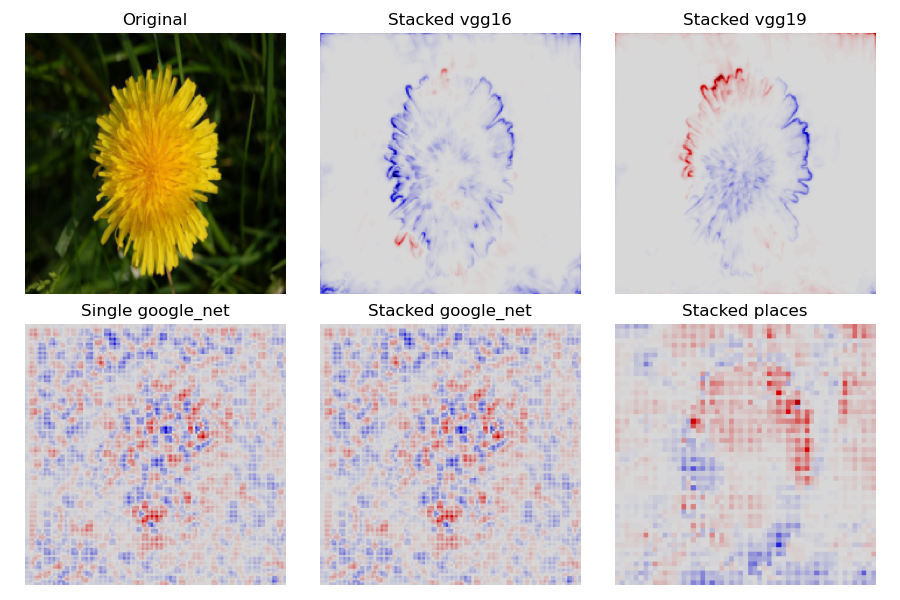 Original
Stacked vgg16
Stacked vgg19
Single google_net
Stacked google_net
Stacked places